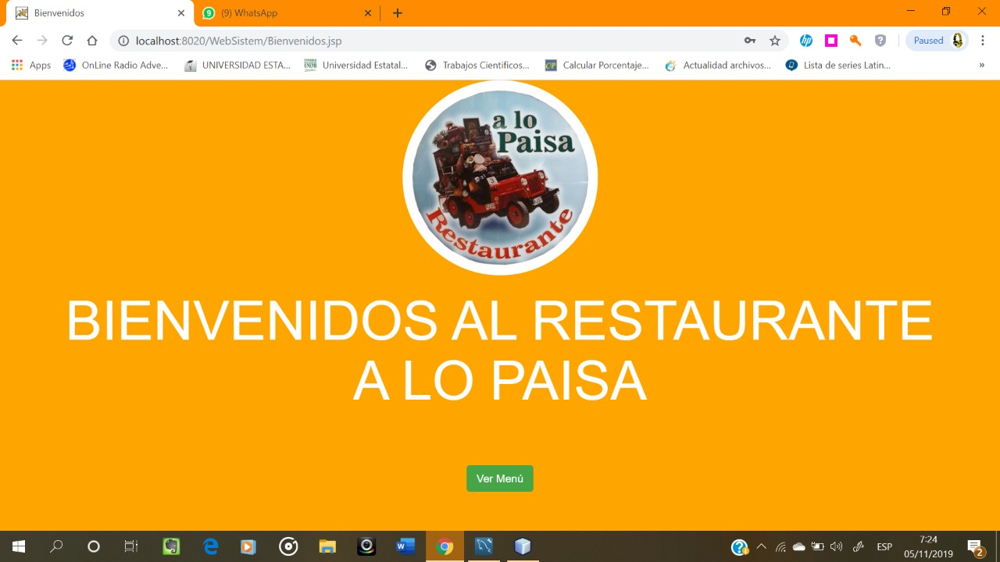 Bienvenidos
(9) WhatsApp
localhost:8020/WebSistem/Bienvenidos.jsp
Paused
Apps
OnLine Radio Adve...
UNIVERSIDAD ESTA...
Universidad Estatal...
Trabajos Cientificos...
Calcular Porcentaje...
Actualidad archivos...
Lista de series Latin...
»
a lo
Paisa
Restaurante
BIENVENIDOS AL RESTAURANTE
A LO PAISA
Ver Menú
ESP
7:24
05/11/2019
2